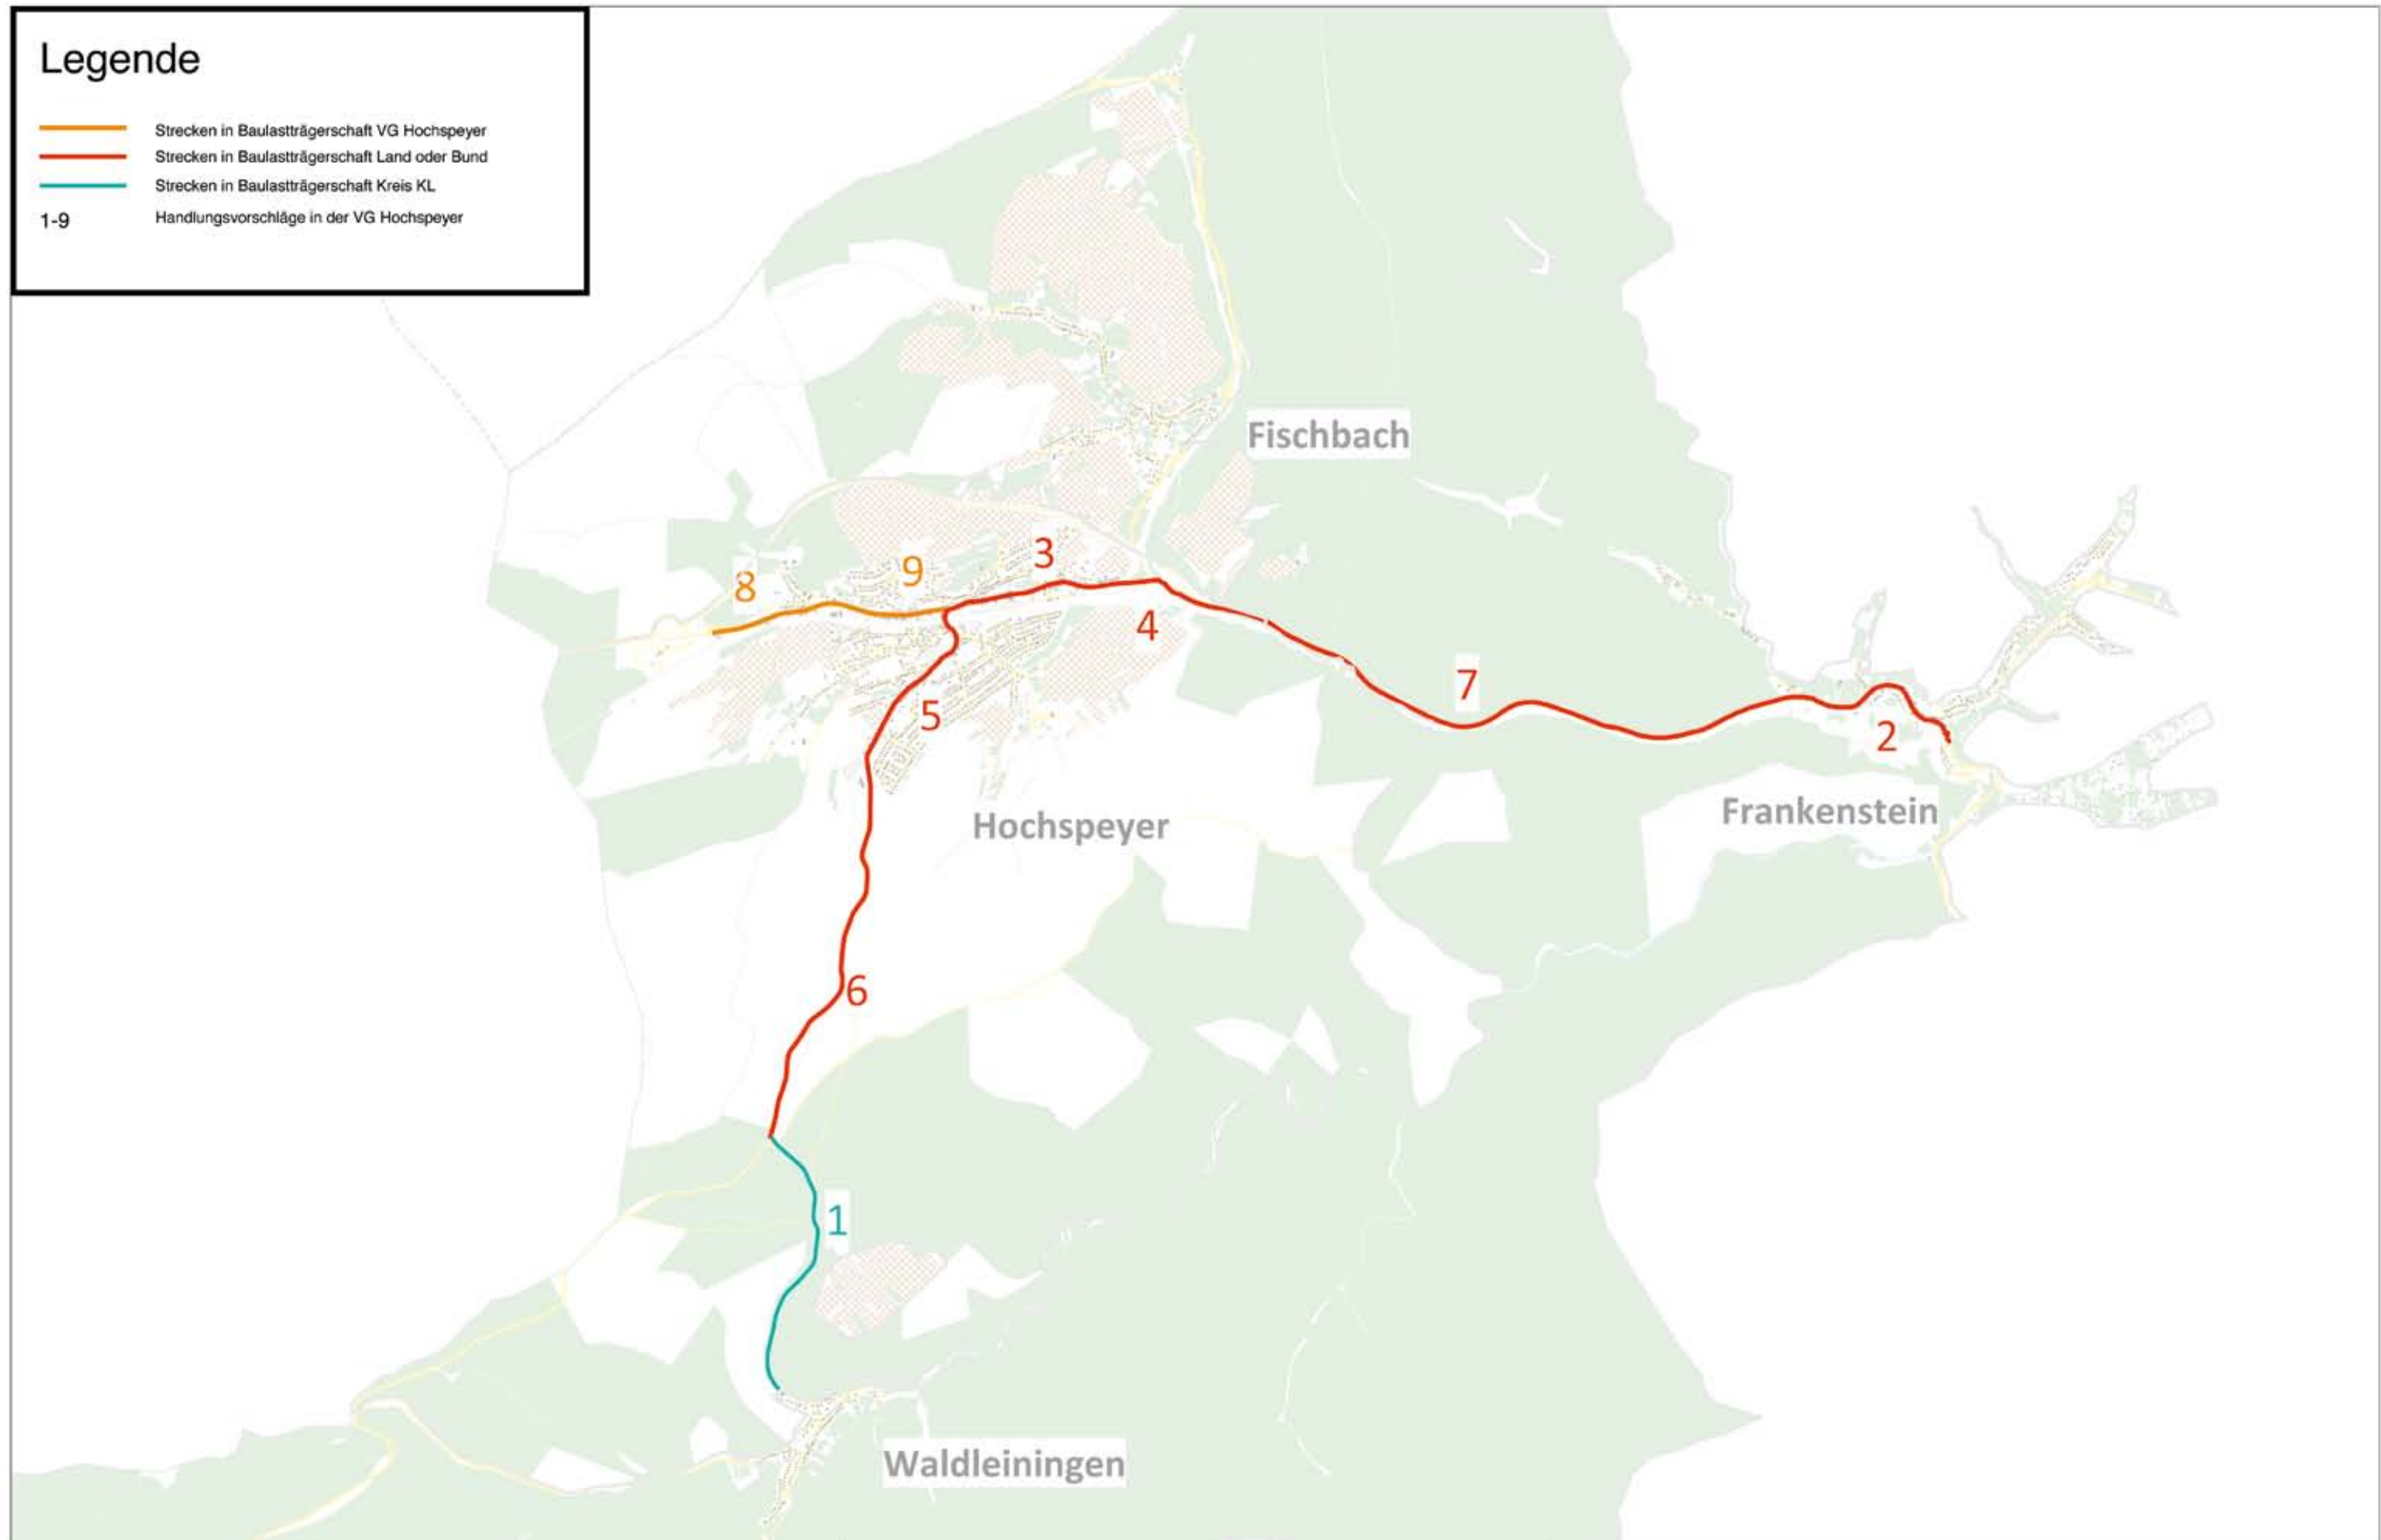 Legende
Strecken in Baulastträgerschaft VG Hochspeyer
Strecken in Baulastträgerschaft Land oder Bund
Strecken in Baulastträgerschaft Kreis KL
1-9 Handlungsvorschläge in der VG Hochspeyer
Fischbach
3
9
8
4
7
5
2
Frankenstein
Hochspeyer
6
1
Waldleiningen